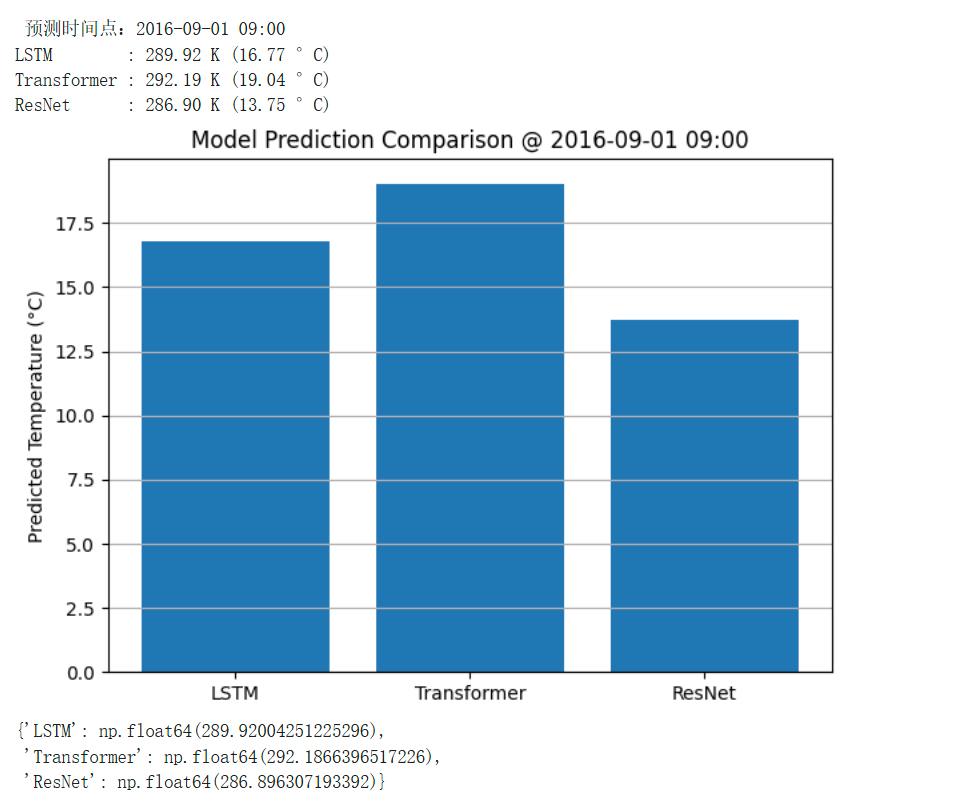 预测时间点：2016-09-01 09:00
LSTM : 289.92 K (16.77 °C)
Transformer : 292.19 K (19.04 °C)
ResNet : 286.90 K (13.75 °C)
Model Prediction Comparison @ 2016-09-01 09:00
17.5
15.0
12.5
10.0
7.5
5.0
2.5
0.0
Predicted Temperature (°C)
LSTM Transformer ResNet
{'LSTM': np.float64(289.92004251225296),
'Transformer': np.float64(292.1866396517226),
'ResNet': np.float64(286.896307193392)}